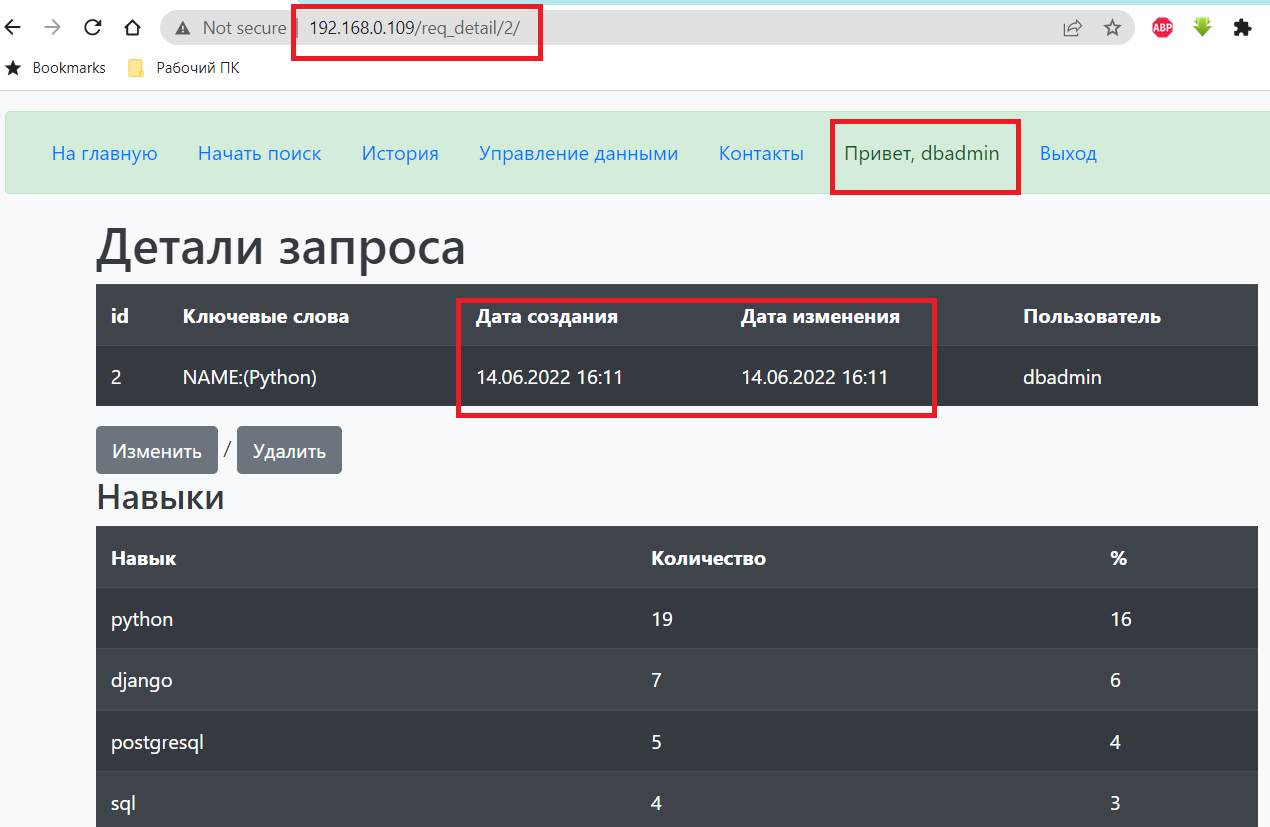 Not secure | 192.168.0.109/req_detail/2/ ABP
Bookmarks Рабочий ПК
На главную Начать поиск История Управление данными Контакты Привет, dbadmin Выход
Детали запроса
id Ключевые слова Дата создания Дата изменения Пользователь
2 NAME:(Python) 14.06.2022 16:11 14.06.2022 16:11 dbadmin
Изменить / Удалить
Навыки
Навык Количество %
python 19 16
django 7 6
postgresql 5 4
sql 4 3